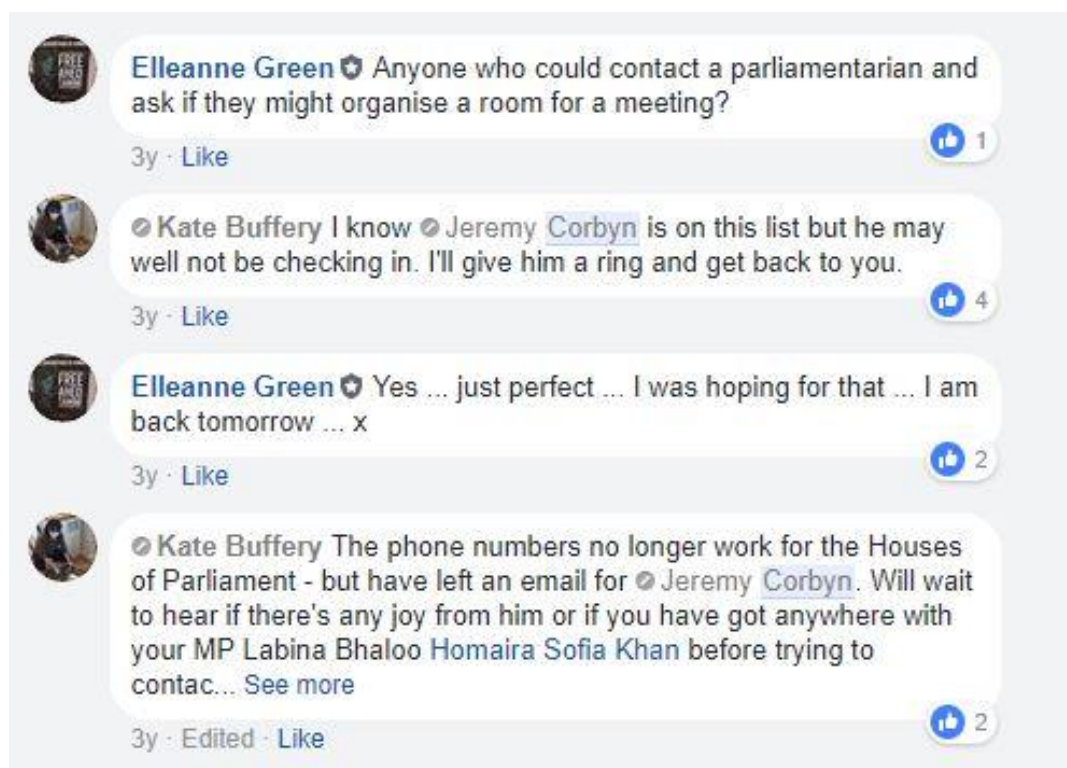 Elleanne Green Anyone who could contact a parliamentarian and
ask if they might organise a room for a meeting?
1
3y · Like
Kate Buffery I know Jeremy Corbyn is on this list but he may
well not be checking in. I'll give him a ring and get back to you.
4
3y · Like
Elleanne Green Yes ... just perfect ... I was hoping for that ... I am
back tomorrow ... x
2
3y · Like
Kate Buffery The phone numbers no longer work for the Houses
of Parliament - but have left an email for Jeremy Corbyn. Will wait
to hear if there's any joy from him or if you have got anywhere with
your MP Labina Bhaloo Homaira Sofia Khan before trying to
contac... See more
2
3y · Edited · Like